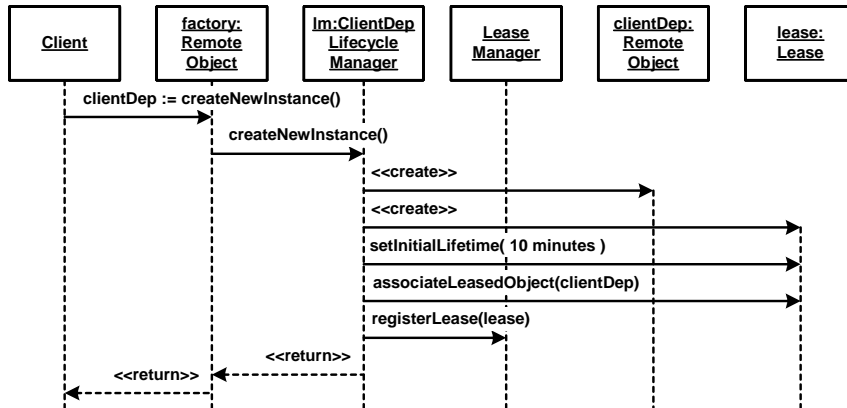 Client
factory:
Remote
Object
lm:ClientDep
Lifecycle
Manager
Lease
Manager
clientDep:
Remote
Object
lease:
Lease
clientDep := createNewInstance()
createNewInstance()
<<create>>
<<create>>
setInitialLifetime( 10 minutes )
associateLeasedObject(clientDep)
registerLease(lease)
<<return>>
<<return>>